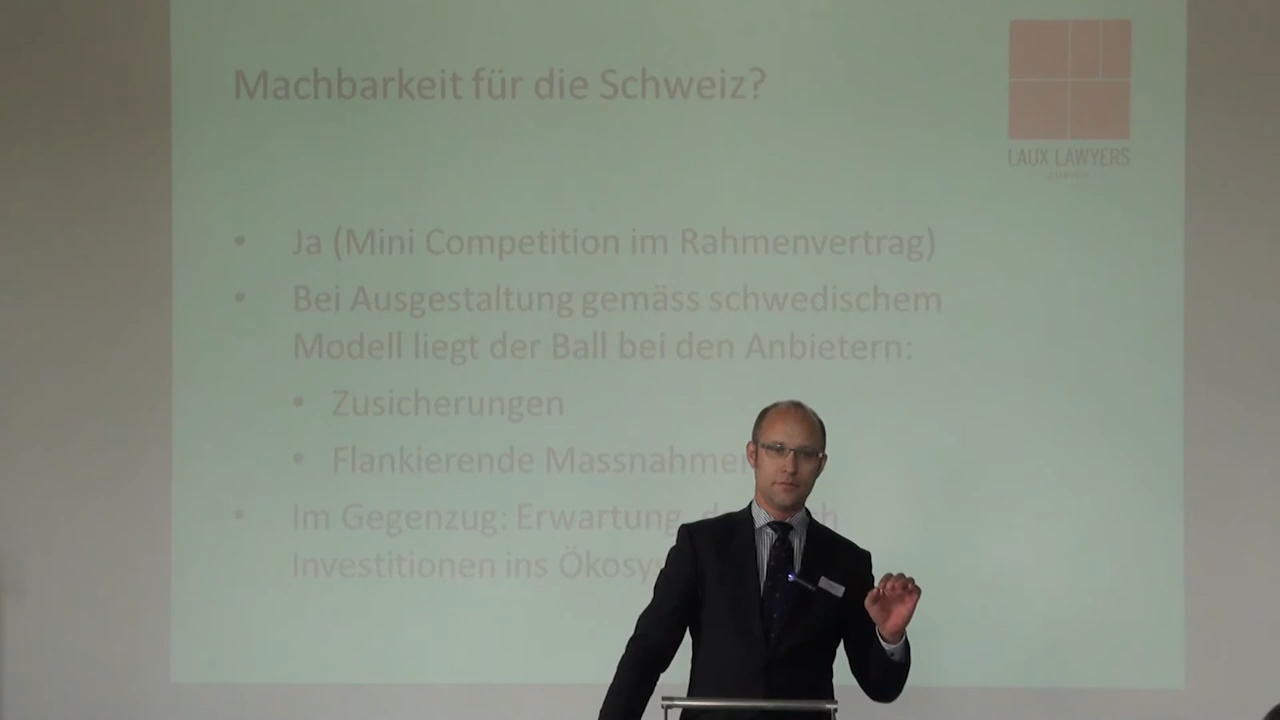 Machbarkeit für die Schweiz?
LAUX LAWYERS
• Ja (Mini Competition im Rahmenvertrag)
• Bei Ausgestaltung gemäss schwedischem
Modell liegt der Ball bei den Anbietern:
• Zusicherungen
• Flankierende Massnahmen
• Im Gegenzug: Erwartung,
Investitionen ins